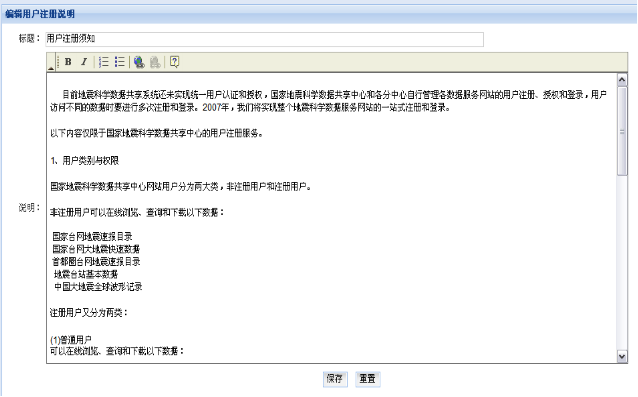 编辑用户注册说明
标题： 用户注册须知
B I
目前地震科学数据共享系统还未实现统一用户认证和授权，国家地震科学数据共享中心和各分中心自行管理各数据服务网站的用户注册、授权和登录，用户
访问不同的数据时要进行多次注册和登录。2007年，我们将实现整个地震科学数据服务网站的一站式注册和登录。
以下内容仅限于国家地震科学数据共享中心的用户注册服务。
1、用户类别与权限
国家地震科学数据共享中心网站用户分为两大类，非注册用户和注册用户。
说明：
非注册用户可以在线浏览、查询和下载以下数据：
国家台网地震速报目录
国家台网大地震快速数据
首都圈台网地震速报目录
地震台站基本数据
中国大地震全球波形记录
注册用户又分为两类：
(1)普通用户
可以在线浏览、查询和下载以下数据：
保存 重置